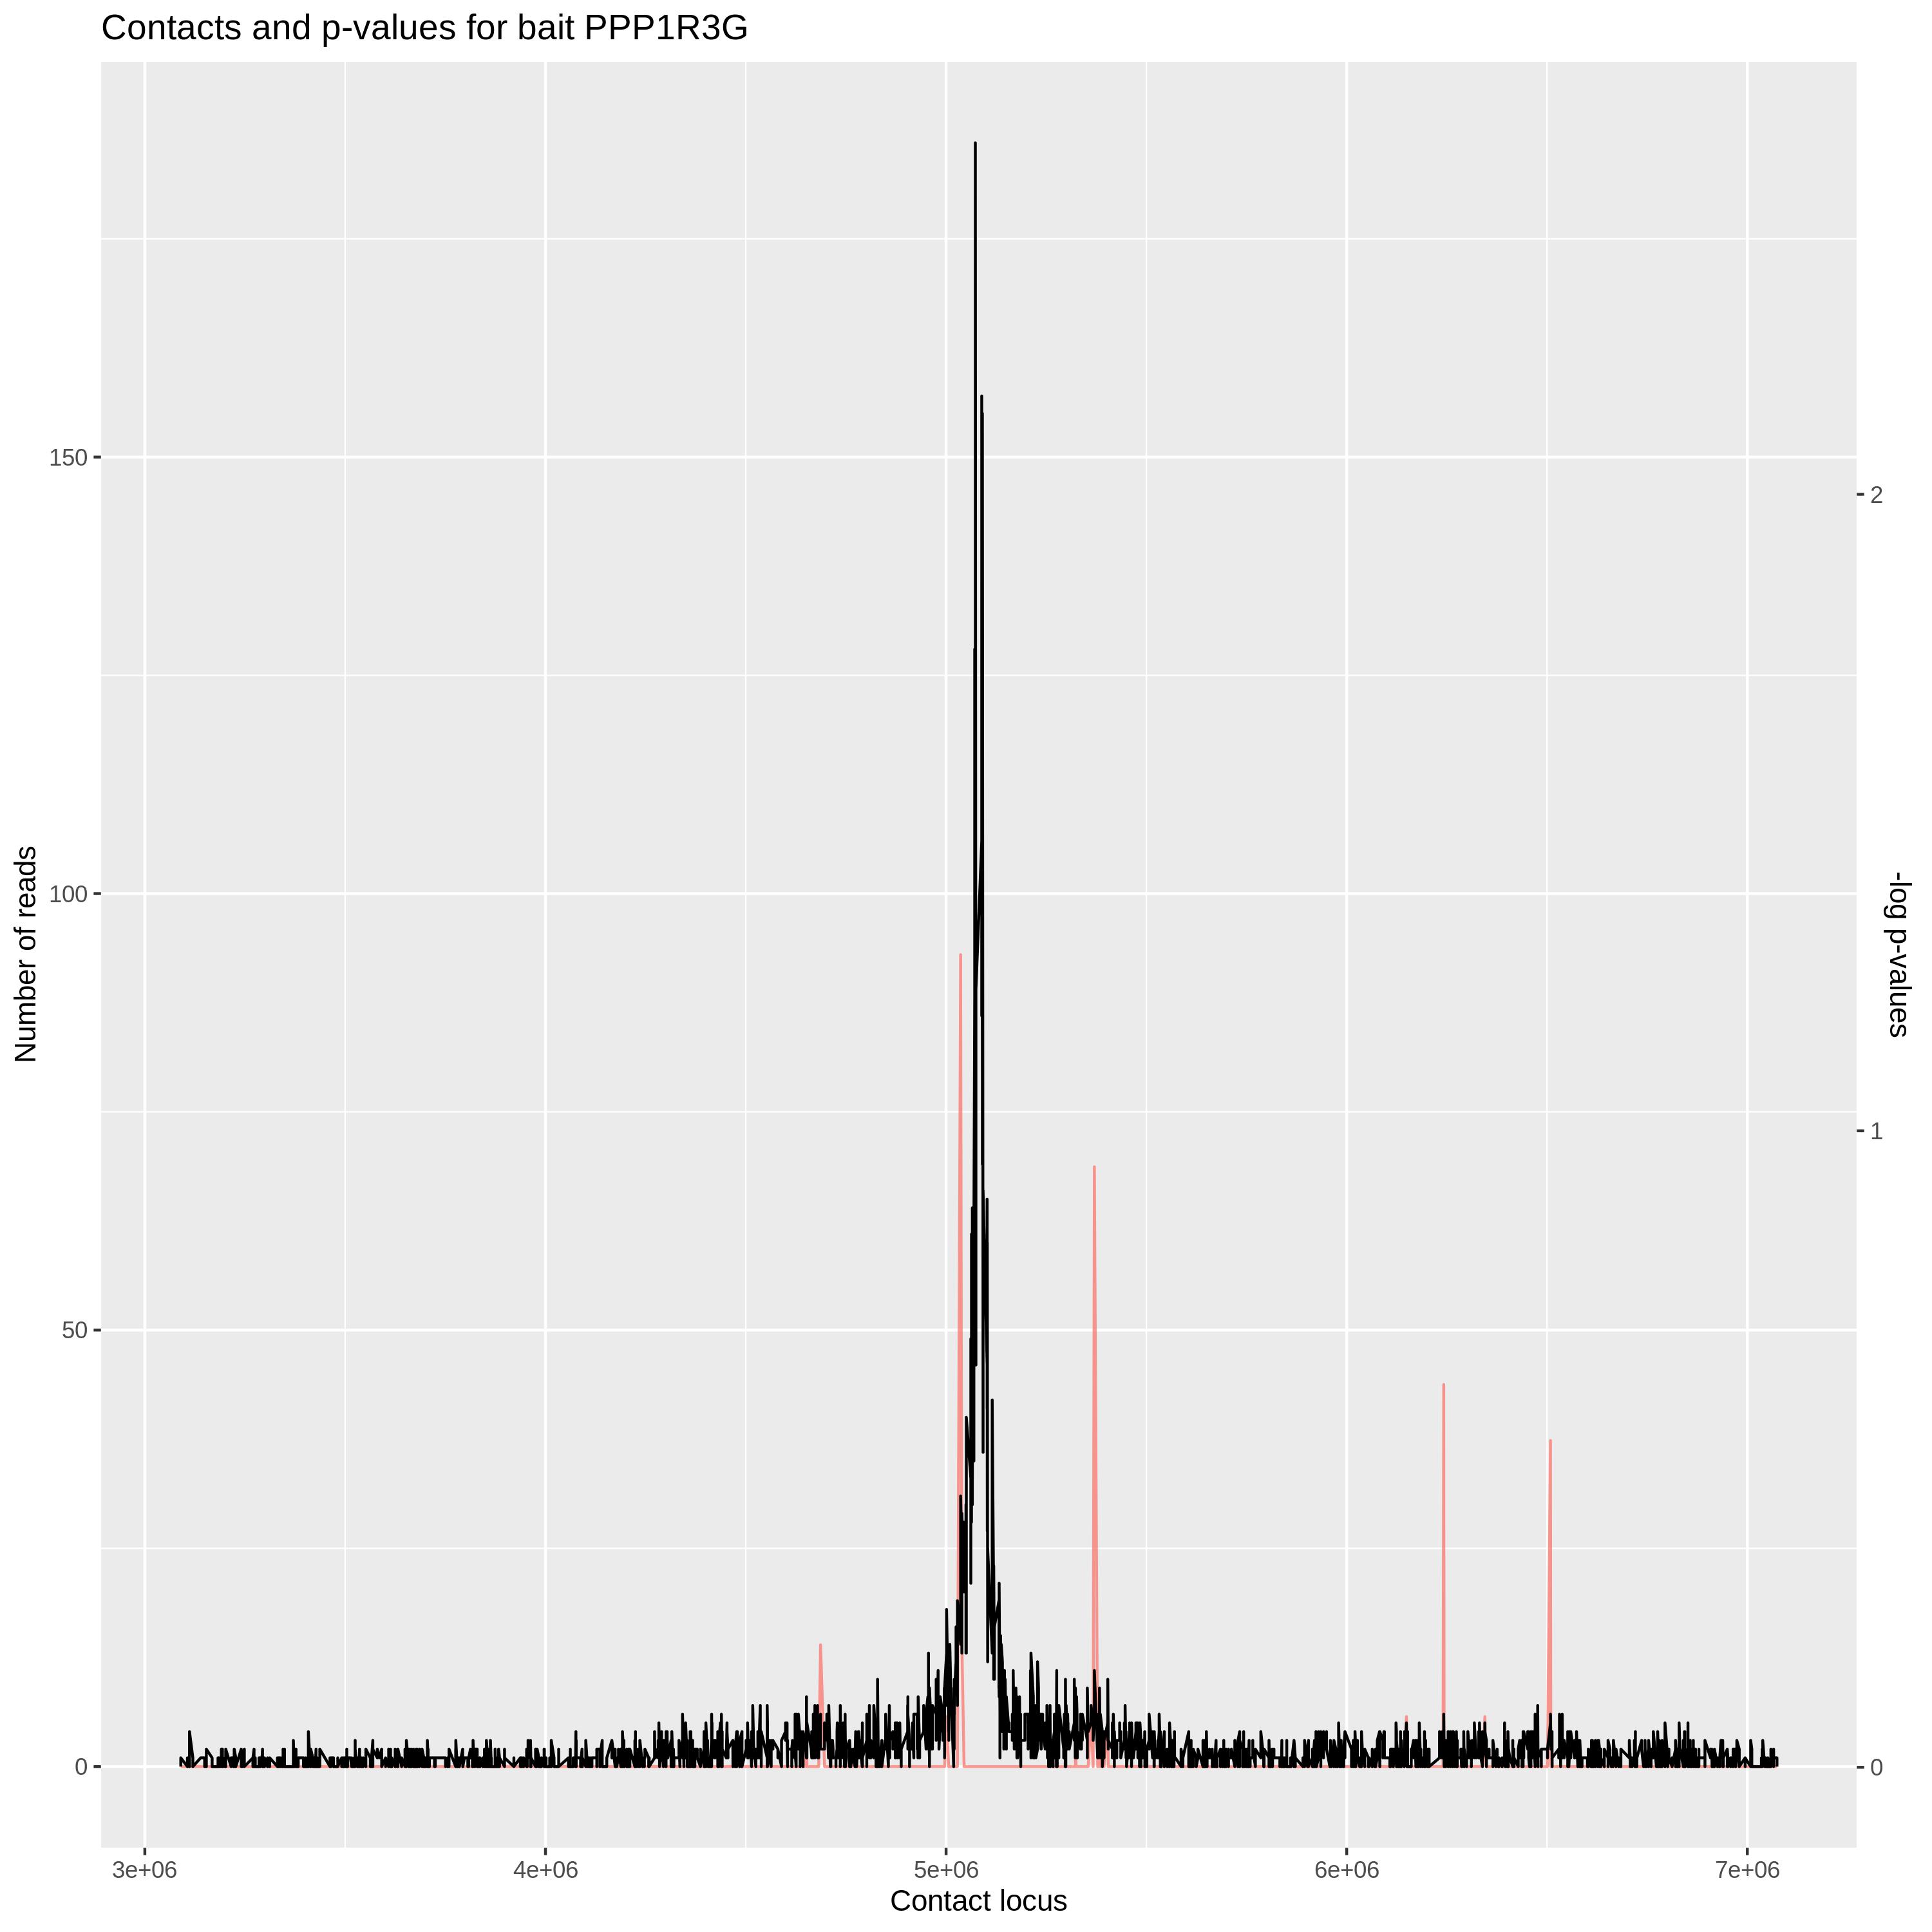 Contacts and p-values for bait PPP1R3G
Number of reads
150
100
50
0
2
1
0
-log p-values
3e+06
4e+06
5e+06
6e+06
7e+06
Contact locus